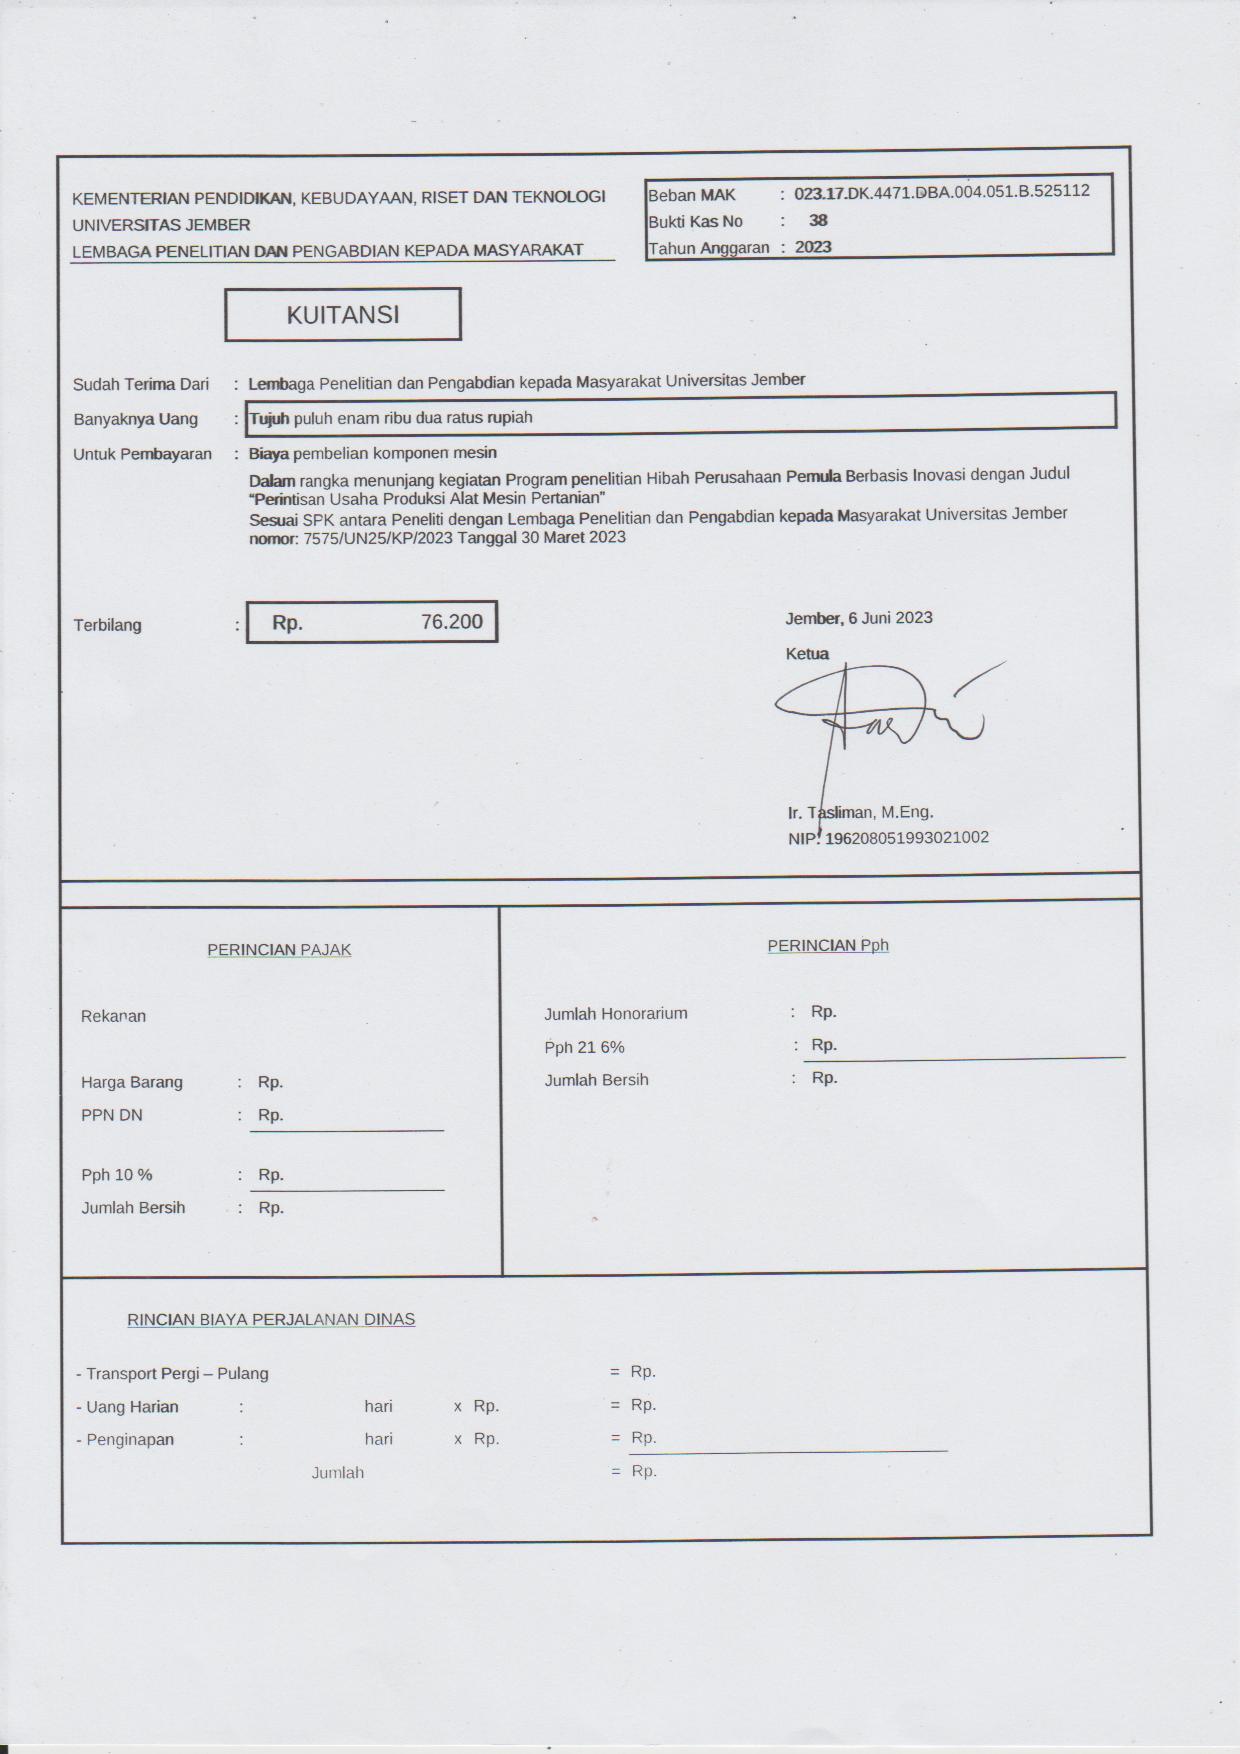 KEMENTERIAN PENDIDIKAN, KEBUDAYAAN, RISET DAN TEKNOLOGI
UNIVERSITAS JEMBER
LEMBAGA PENELITIAN DAN PENGABDIAN KEPADA MASYARAKAT
Beban MAK : 023.17.DK.4471.DBA.004.051.B.525112
Bukti Kas No : 38
Tahun Anggaran : 2023
KUITANSI
Sudah Terima Dari : Lembaga Penelitian dan Pengabdian kepada Masyarakat Universitas Jember
Banyaknya Uang : Tujuh puluh enam ribu dua ratus rupiah
Untuk Pembayaran : Biaya pembelian komponen mesin
Dalam rangka menunjang kegiatan Program penelitian Hibah Perusahaan Pemula Berbasis Inovasi dengan Judul
“Perintisan Usaha Produksi Alat Mesin Pertanian”
Sesuai SPK antara Peneliti dengan Lembaga Penelitian dan Pengabdian kepada Masyarakat Universitas Jember
nomor: 7575/UN25/KP/2023 Tanggal 30 Maret 2023
Terbilang : Rp. 76.200
Jember, 6 Juni 2023
Ketua
Ir. Tasliman, M.Eng.
NIP. 196208051993021002
PERINCIAN PAJAK
Rekanan
Harga Barang : Rp.
PPN DN : Rp.
Pph 10 % : Rp.
Jumlah Bersih : Rp.
PERINCIAN Pph
Jumlah Honorarium : Rp.
Pph 21 6% : Rp.
Jumlah Bersih : Rp.
RINCIAN BIAYA PERJALANAN DINAS
- Transport Pergi – Pulang = Rp.
- Uang Harian : hari x Rp. = Rp.
- Penginapan : hari x Rp. = Rp.
Jumlah = Rp.